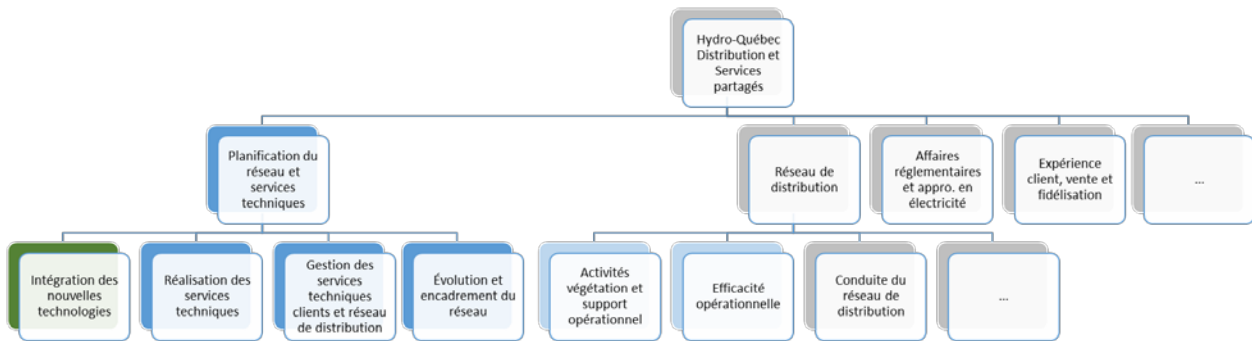 Hydro-Québec
Distribution et
Services
partagés
Planification du
réseau et
services
techniques
Réseau de
distribution
Affaires
réglementaires
et appro. en
électricité
Expérience
client, vente et
fidélisation
...
Intégration des
nouvelles
technologies
Réalisation des
services
techniques
Gestion des
services
techniques
clients et réseau
de distribution
Évolution et
encadrement du
réseau
Activités
végétation et
support
opérationnel
Efficacité
opérationnelle
Conduite du
réseau de
distribution
...